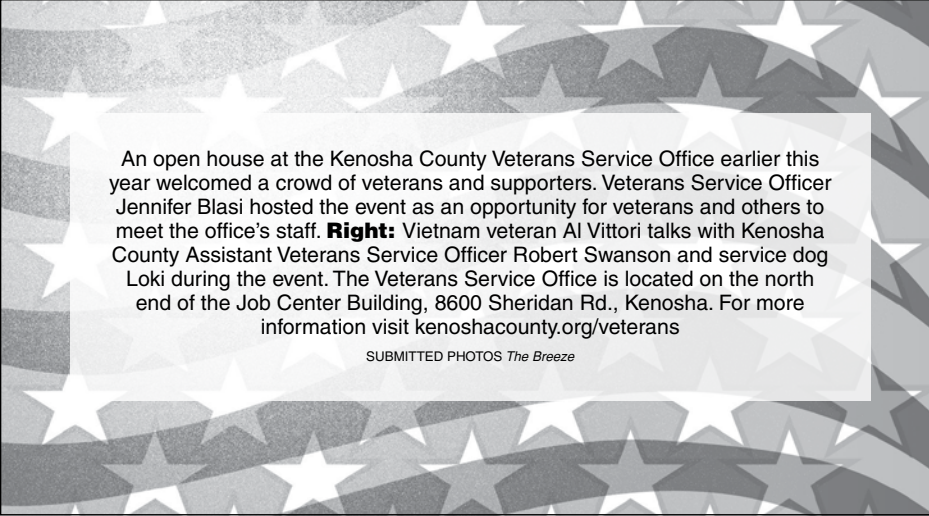 An open house at the Kenosha County Veterans Service Office earlier this
year welcomed a crowd of veterans and supporters. Veterans Service Officer
Jennifer Blasi hosted the event as an opportunity for veterans and others to
meet the office's staff. Right: Vietnam veteran Al Vittori talks with Kenosha
County Assistant Veterans Service Officer Robert Swanson and service dog
Loki during the event. The Veterans Service Office is located on the north
end of the Job Center Building, 8600 Sheridan Rd., Kenosha. For more
information visit kenoshacounty.org/veterans
SUBMITTED PHOTOS The Breeze